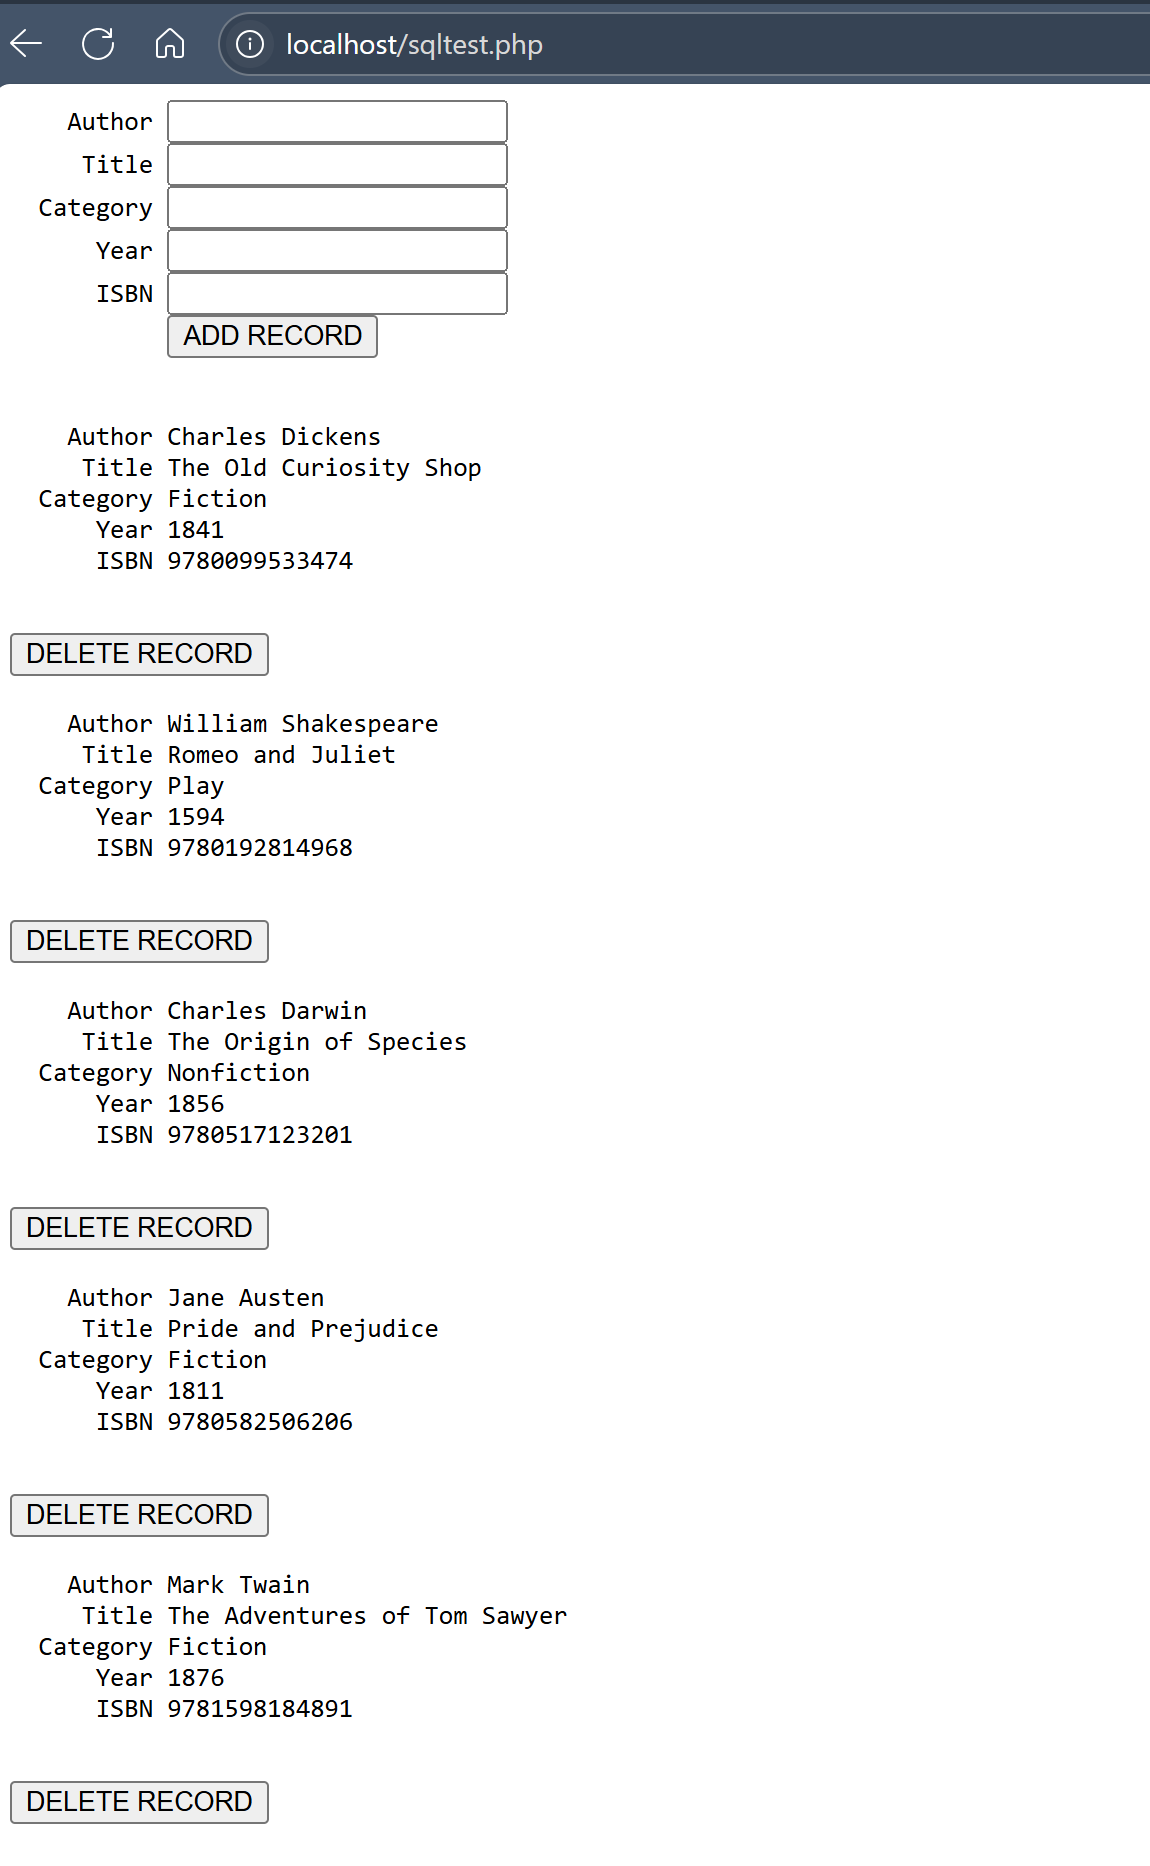 localhost/sqltest.php
Author
Title
Category
Year
ISBN
ADD RECORD
Author Charles Dickens
Title The Old Curiosity Shop
Category Fiction
Year 1841
ISBN 9780099533474
DELETE RECORD
Author William Shakespeare
Title Romeo and Juliet
Category Play
Year 1594
ISBN 9780192814968
DELETE RECORD
Author Charles Darwin
Title The Origin of Species
Category Nonfiction
Year 1856
ISBN 9780517123201
DELETE RECORD
Author Jane Austen
Title Pride and Prejudice
Category Fiction
Year 1811
ISBN 9780582506206
DELETE RECORD
Author Mark Twain
Title The Adventures of Tom Sawyer
Category Fiction
Year 1876
ISBN 9781598184891
DELETE RECORD